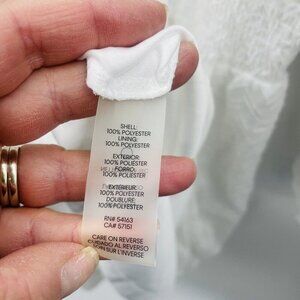 SHELL:
100% POLYESTER
LINING:
100% POLYESTER
EXTERIOR:
100% POLIESTER
FORRO:
100% POLIESTER
EXTERIEUR:
100% POLYESTER
DOUBLURE:
100% POLYESTER
RN# 54163
CA# 57151
CARE ON REVERSE
CUIDADO AL REVERSO
SOIN SUR L'INVERSE